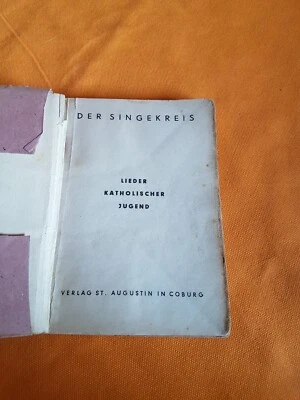 DER SINGEKREIS
LIEDER
KATHOLISCHER
JUGEND
VERLAG ST. AUGUSTIN IN COBURG